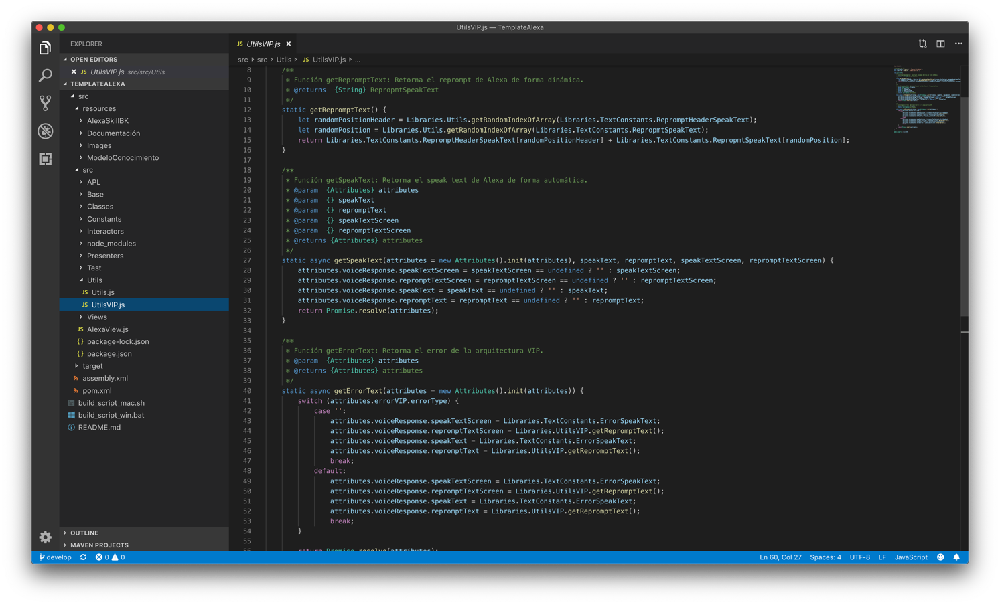 UtilsVIP.js — TemplateAlexa
EXPLORER
OPEN EDITORS
JS UtilsVIP.js src/src/Utils
TEMPLATEALEXA
src
resources
AlexaSkillBK
Documentación
Images
ModeloConocimiento
src
APL
Base
Classes
Constants
Interactors
node_modules
Presenters
Test
Utils
JS Utils.js
JS UtilsVIP.js
Views
JS AlexaView.js
{} package-lock.json
{} package.json
target
assembly.xml
pom.xml
build_script_mac.sh
build_script_win.bat
README.md
OUTLINE
MAVEN PROJECTS
JS UtilsVIP.js
src src Utils JS UtilsVIP.js ...
8 /**
9 * Función getRepromptText: Retorna el reprompt de Alexa de forma dinámica.
10 * @returns {String} RepropmtSpeakText
11 */
12 static getRepromptText() {
13 let randomPositionHeader = Libraries.Utils.getRandomIndexOfArray(Libraries.TextConstants.RepromptHeaderSpeakText);
14 let randomPosition = Libraries.Utils.getRandomIndexOfArray(Libraries.TextConstants.RepropmtSpeakText);
15 return Libraries.TextConstants.RepromptHeaderSpeakText[randomPositionHeader] + Libraries.TextConstants.RepropmtSpeakText[randomPosition];
16 }
17
18 /**
19 * Función getSpeakText: Retorna el speak text de Alexa de forma automática.
20 * @param {Attributes} attributes
21 * @param {} speakText
22 * @param {} repromptText
23 * @param {} speakTextScreen
24 * @param {} repromptTextScreen
25 * @returns {Attributes} attributes
26 */
27 static async getSpeakText(attributes = new Attributes().init(attributes), speakText, repromptText, speakTextScreen, repromptTextScreen) {
28 attributes.voiceResponse.speakTextScreen = speakTextScreen == undefined ? '' : speakTextScreen;
29 attributes.voiceResponse.repromptTextScreen = repromptTextScreen == undefined ? '' : repromptTextScreen;
30 attributes.voiceResponse.speakText = speakText == undefined ? '' : speakText;
31 attributes.voiceResponse.repromptText = repromptText == undefined ? '' : repromptText;
32 return Promise.resolve(attributes);
33 }
34
35 /**
36 * Función getErrorText: Retorna el error de la arquitectura VIP.
37 * @param {Attributes} attributes
38 * @returns {Attributes} attributes
39 */
40 static async getErrorText(attributes = new Attributes().init(attributes)) {
41 switch (attributes.errorVIP.errorType) {
42 case '':
43 attributes.voiceResponse.speakTextScreen = Libraries.TextConstants.ErrorSpeakText;
44 attributes.voiceResponse.repromptTextScreen = Libraries.UtilsVIP.getRepromptText();
45 attributes.voiceResponse.speakText = Libraries.TextConstants.ErrorSpeakText;
46 attributes.voiceResponse.repromptText = Libraries.UtilsVIP.getRepromptText();
47 break;
48 default:
49 attributes.voiceResponse.speakTextScreen = Libraries.TextConstants.ErrorSpeakText;
50 attributes.voiceResponse.repromptTextScreen = Libraries.UtilsVIP.getRepromptText();
51 attributes.voiceResponse.speakText = Libraries.TextConstants.ErrorSpeakText;
52 attributes.voiceResponse.repromptText = Libraries.UtilsVIP.getRepromptText();
53 break;
54 }
55
56 return Promise.resolve(attributes);
develop 0 0 Ln 60, Col 27 Spaces: 4 UTF-8 LF JavaScript